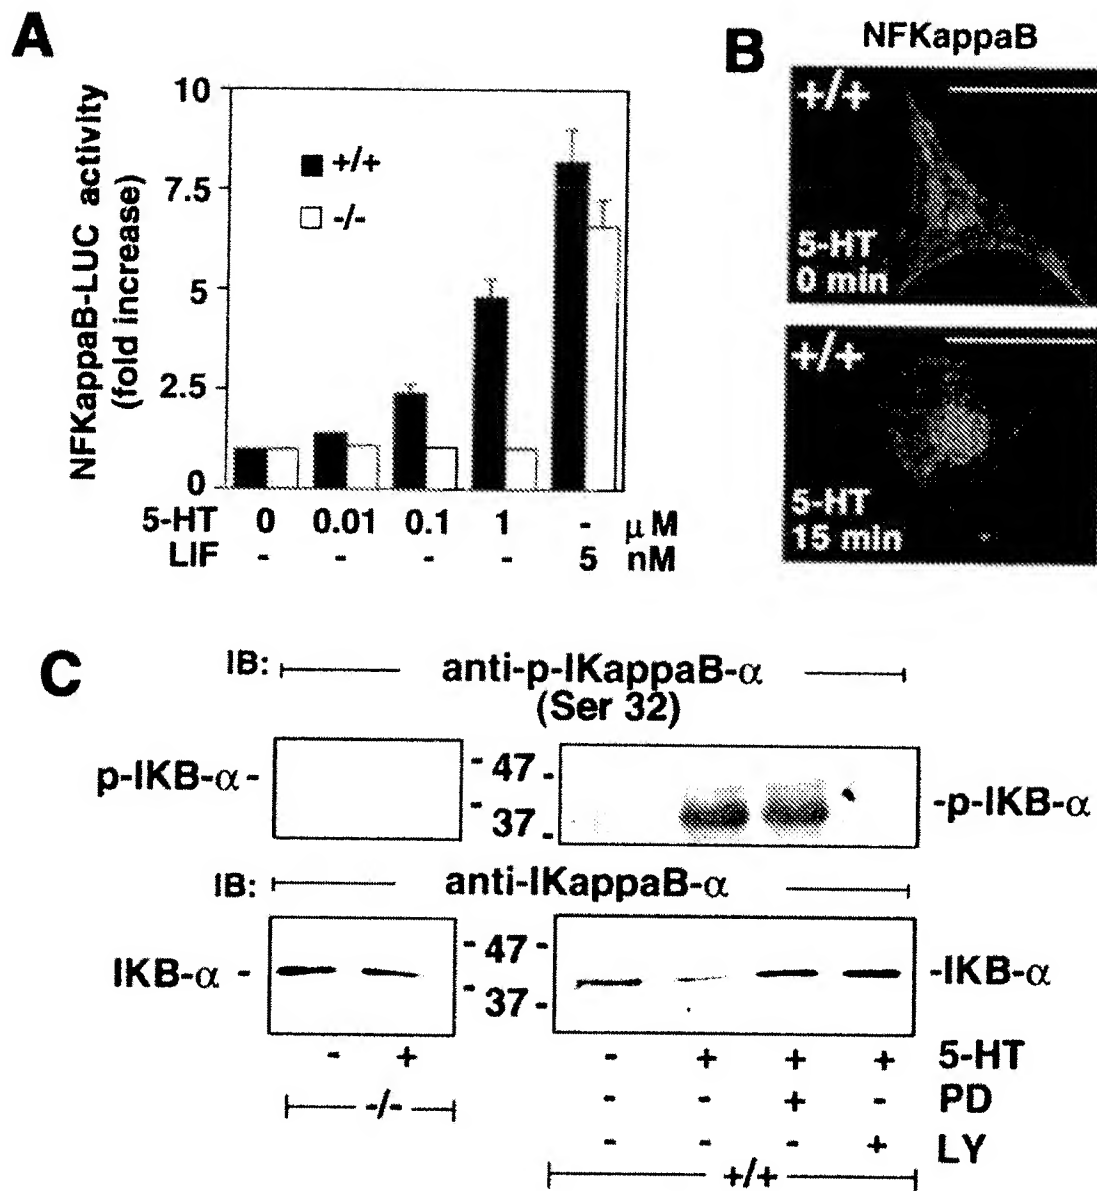 A
NFKappaB-LUC activity
(fold increase)
10
7.5
5
2.5
0
+/+
-/-
5-HT 0 0.01 0.1 1 - μM
LIF - - - - 5 nM
B
NFKappaB
+/+
5-HT
0 min
+/+
5-HT
15 min
C
IB: anti-p-IKappaB-α
(Ser 32)
p-IKB-α - - 47 - -p-IKB-α
- 37 -
IB: anti-IKappaB-α
IKB-α - - 47 - -IKB-α
- 37 -
- + - + + + 5-HT
-/- - - + - PD
- - - + LY
+/+